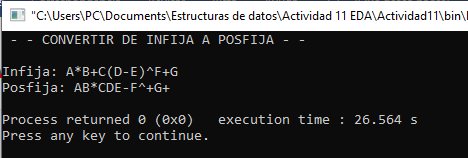 "C:\Users\PC\Documents\Estructuras de datos\Actividad 11 EDA\Actividad11\bin\
- - CONVERTIR DE INFIJA A POSFIJA - -
Infija: A*B+C(D-E)^F+G
Posfija: AB*CDE-F^+G+
Process returned 0 (0x0)   execution time : 26.564 s
Press any key to continue.